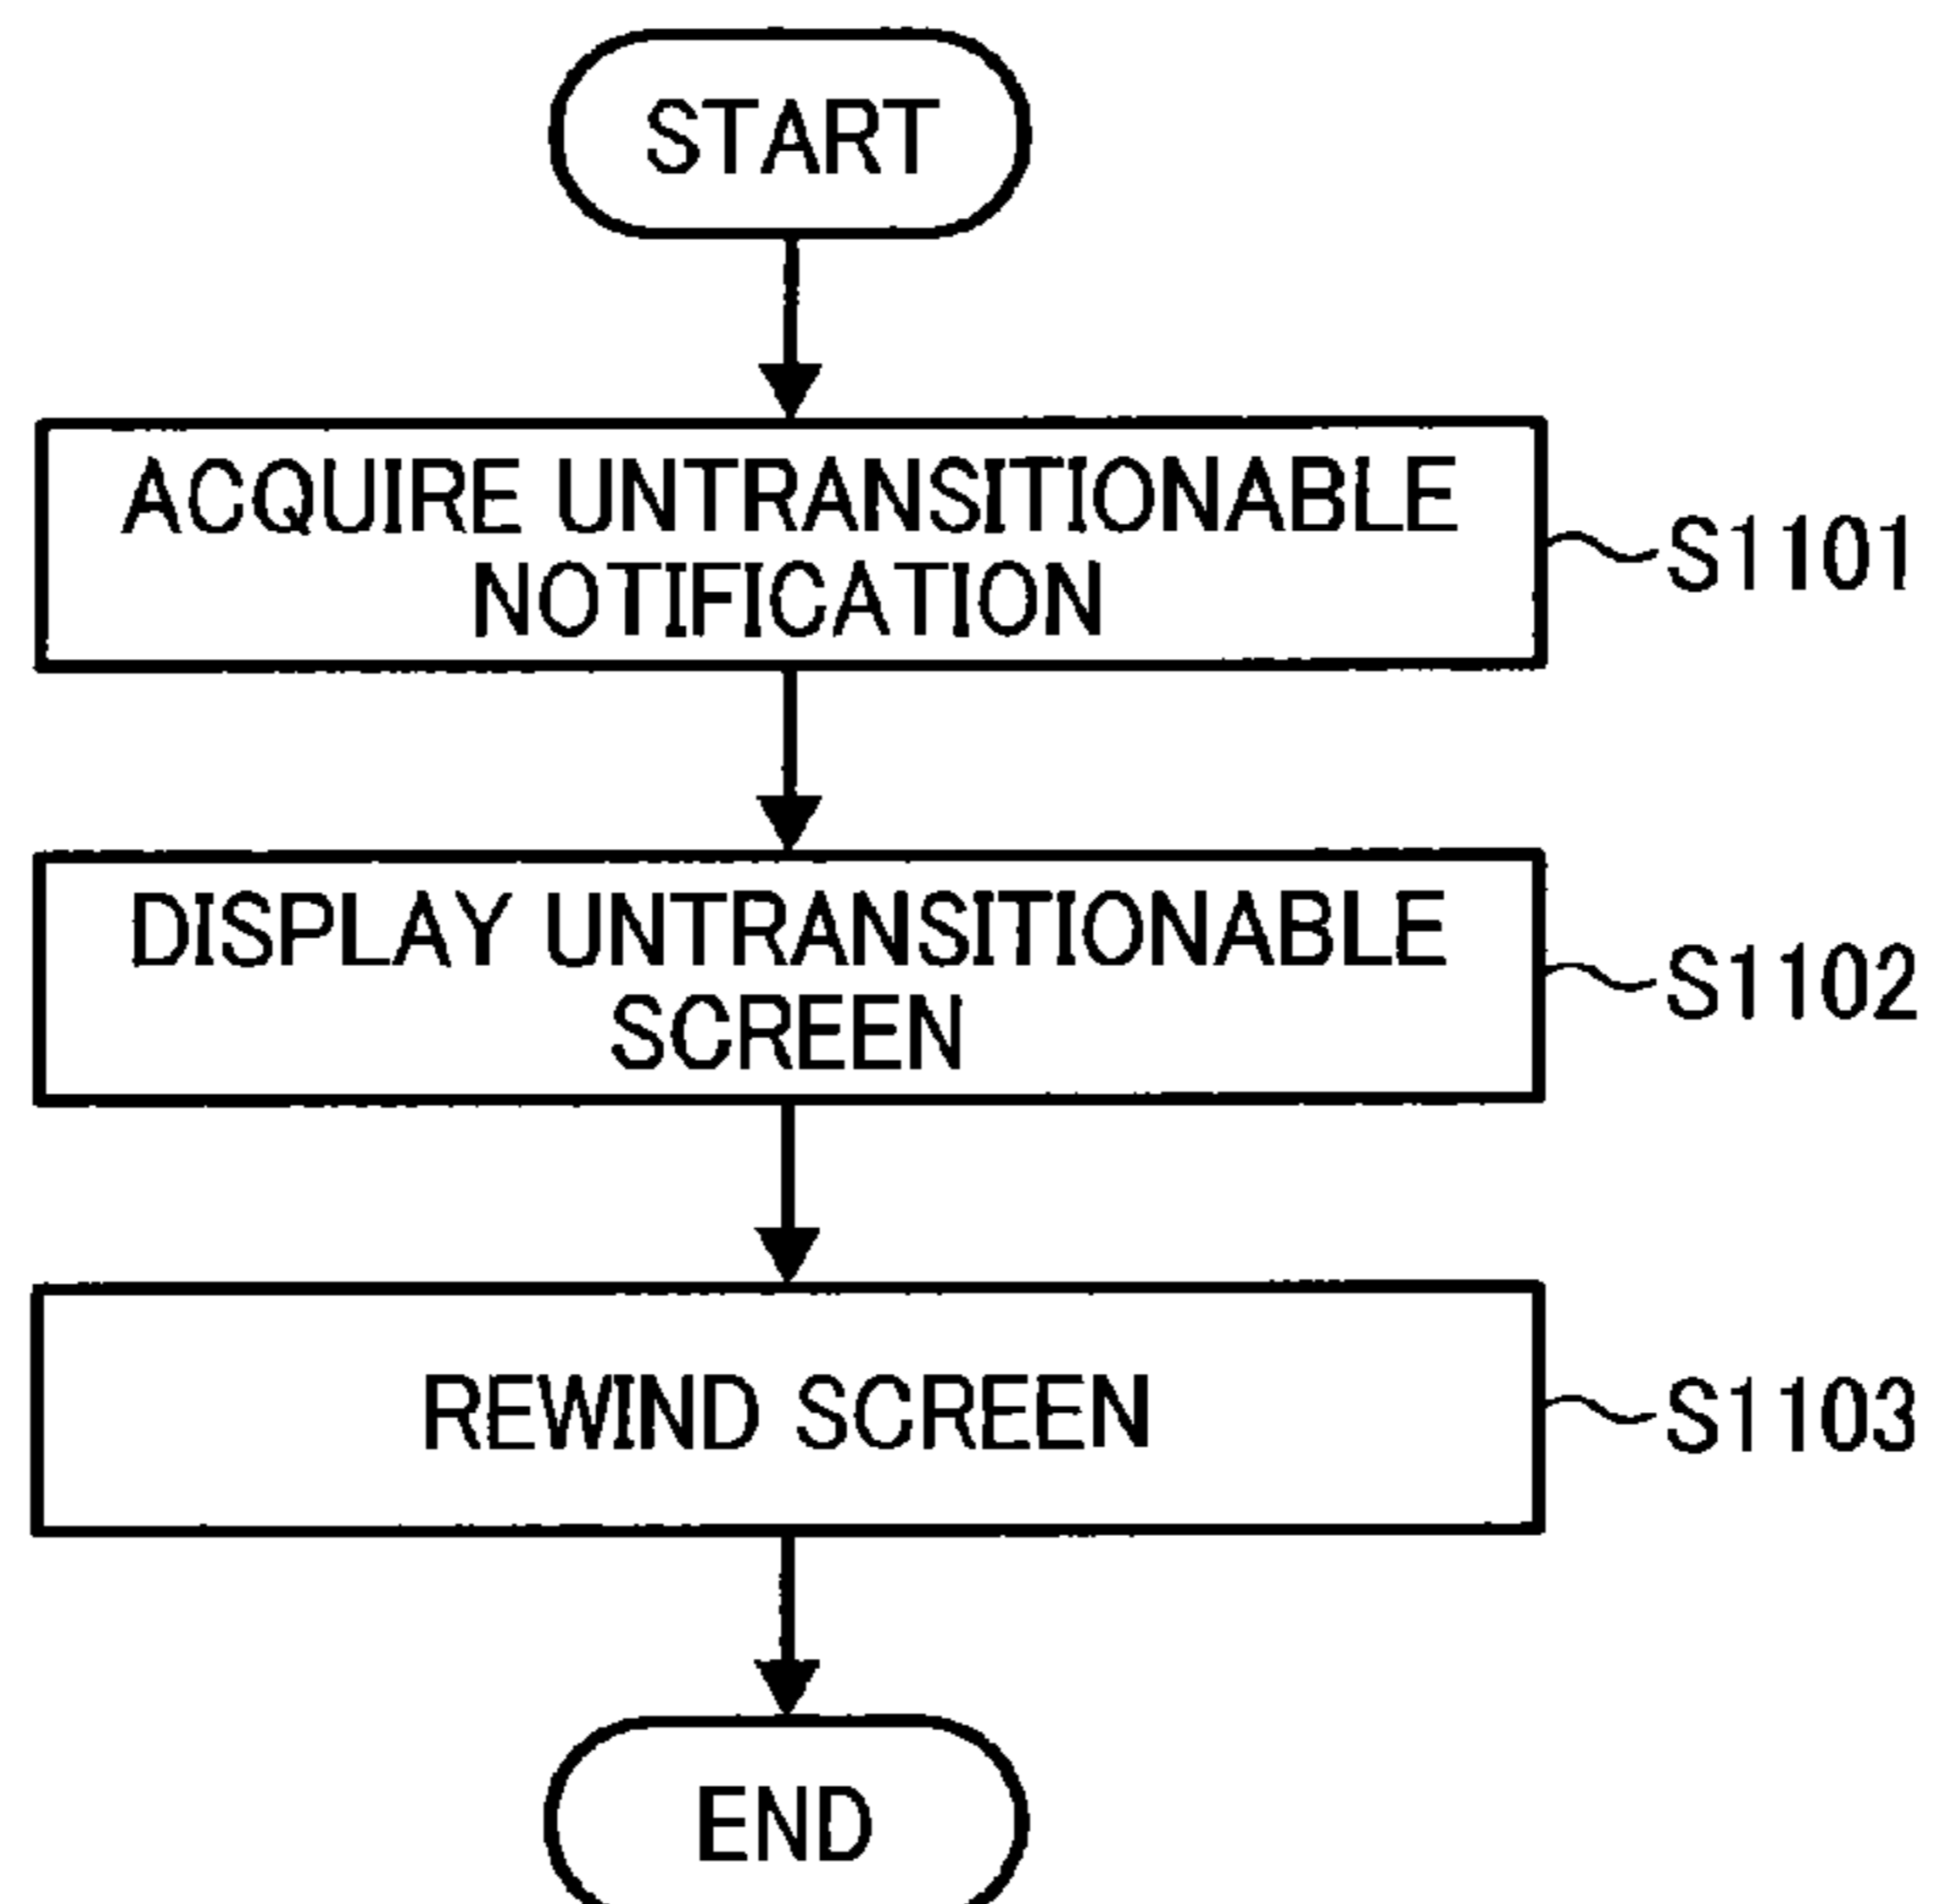 START
ACQUIRE UNTRANSITIONABLE
NOTIFICATION
S1101
DISPLAY UNTRANSITIONABLE
SCREEN
S1102
REWIND SCREEN
S1103
END